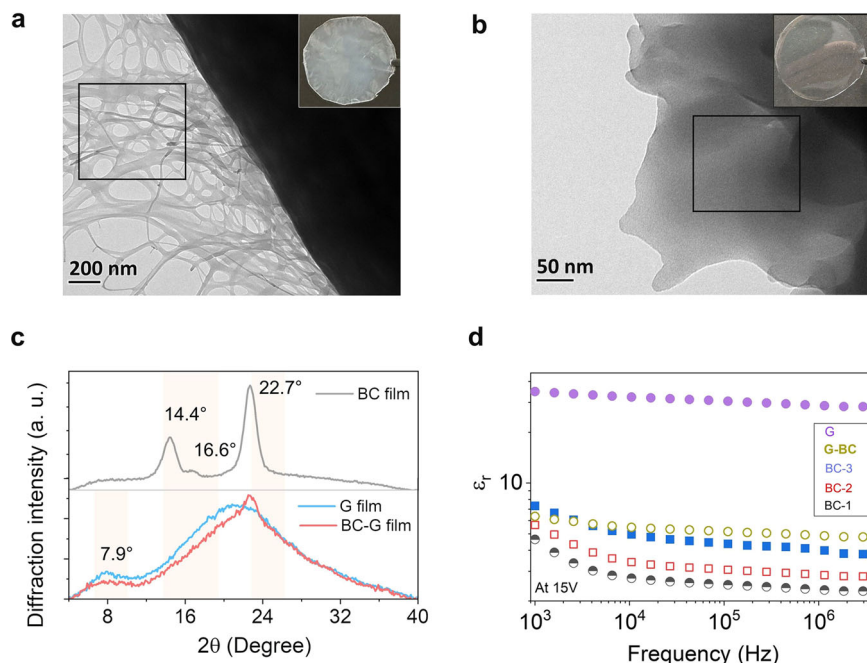 a
200 nm
b
50 nm
c
Diffraction intensity (a. u.)
14.4°
16.6°
22.7°
BC film
7.9°
G film
BC-G film
8 16 24 32 40
2θ (Degree)
d
εr
10
G
G-BC
BC-3
BC-2
BC-1
At 15V
10³ 10⁴ 10⁵ 10⁶
Frequency (Hz)